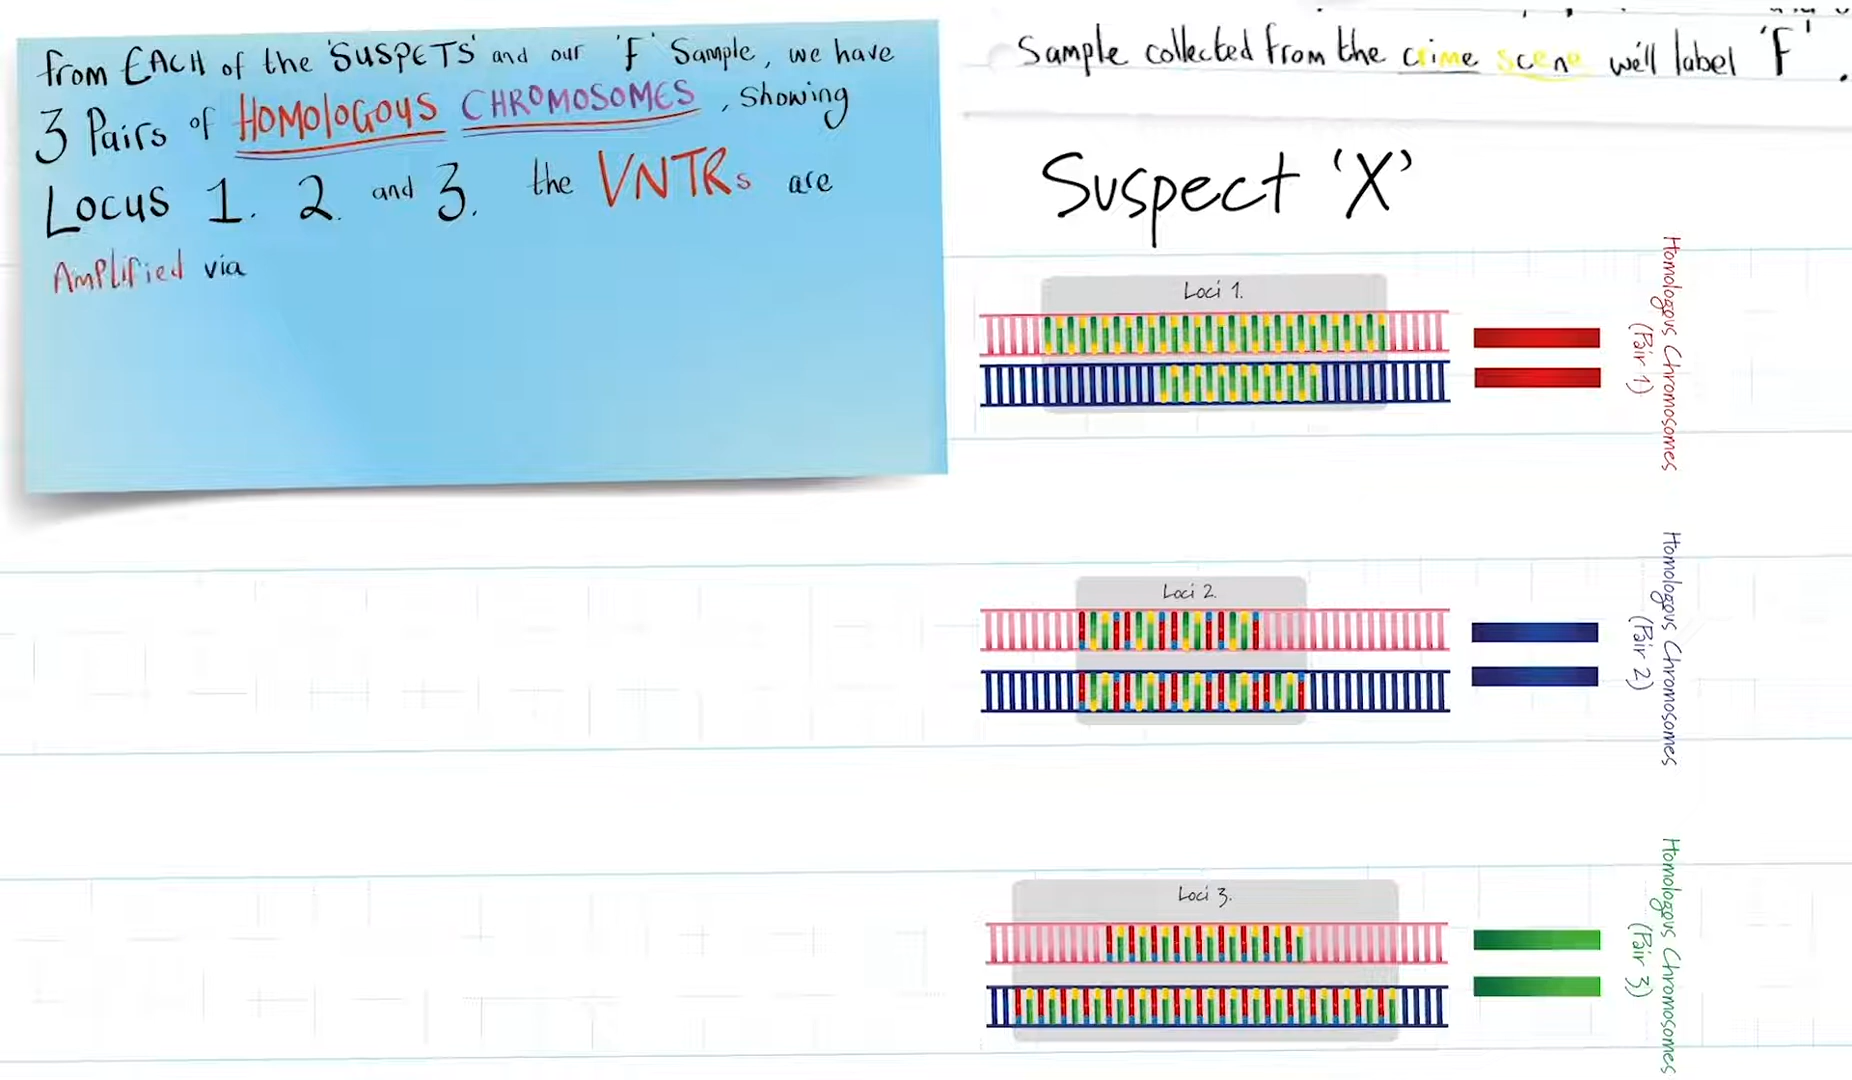 from EACH of the 'SUSPETS' and our 'F' Sample, we have
3 Pairs of HOMOlOGOyS CHROMOSOMES, showing
Locus 1. 2. and 3. the VNTRs are
AmPlified via
Sample collected from the crime scene we'll label 'F'.
Suspect 'X'
Loci 1.
Homologous Chromosomes
(Pair 1)
Loci 2.
Homologous Chromosomes
(Pair 2)
Loci 3.
Homologous Chromosomes
(Pair 3)